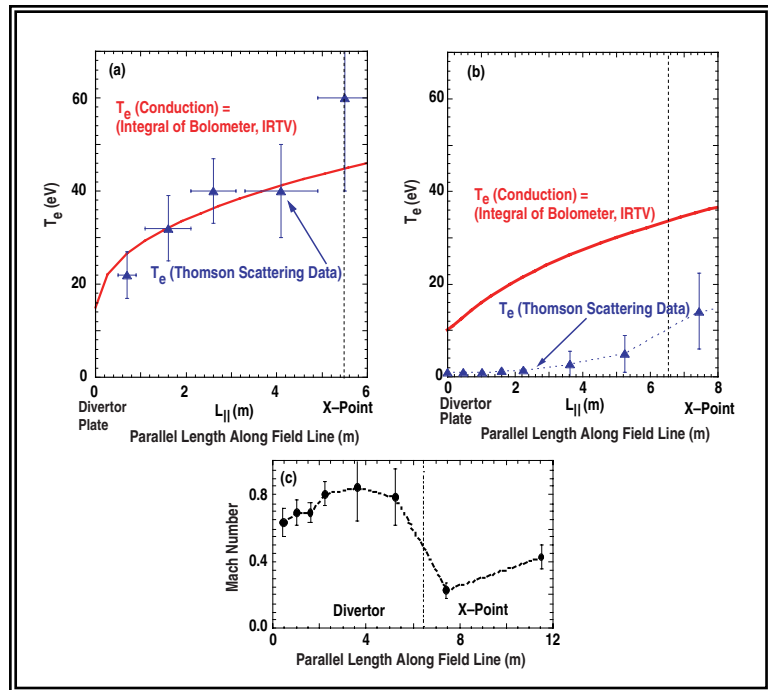 (a)
T_e (Conduction) =
(Integral of Bolometer, IRTV)
T_e (Thomson Scattering Data)
T_e (eV)
60
40
20
0
0
2
4
6
Divertor
Plate
L_|| (m)
X–Point
Parallel Length Along Field Line (m)
(b)
T_e (Conduction) =
(Integral of Bolometer, IRTV)
T_e (Thomson Scattering Data)
T_e (eV)
60
40
20
0
0
2
4
6
8
Divertor
Plate
L_|| (m)
X–Point
Parallel Length Along Field Line (m)
(c)
Mach Number
0.8
0.4
0.0
Divertor
X–Point
0
4
8
12
Parallel Length Along Field Line (m)